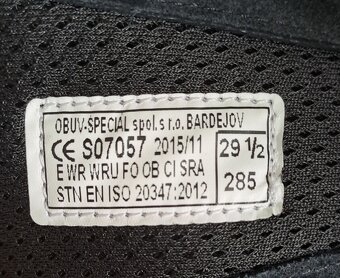 OBUV-SPECIAL spol. s r.o. BARDEJOV
CE S07057 2015/11
E WR WRU FO OB CI SRA
STN EN ISO 20347:2012
29 1/2
285